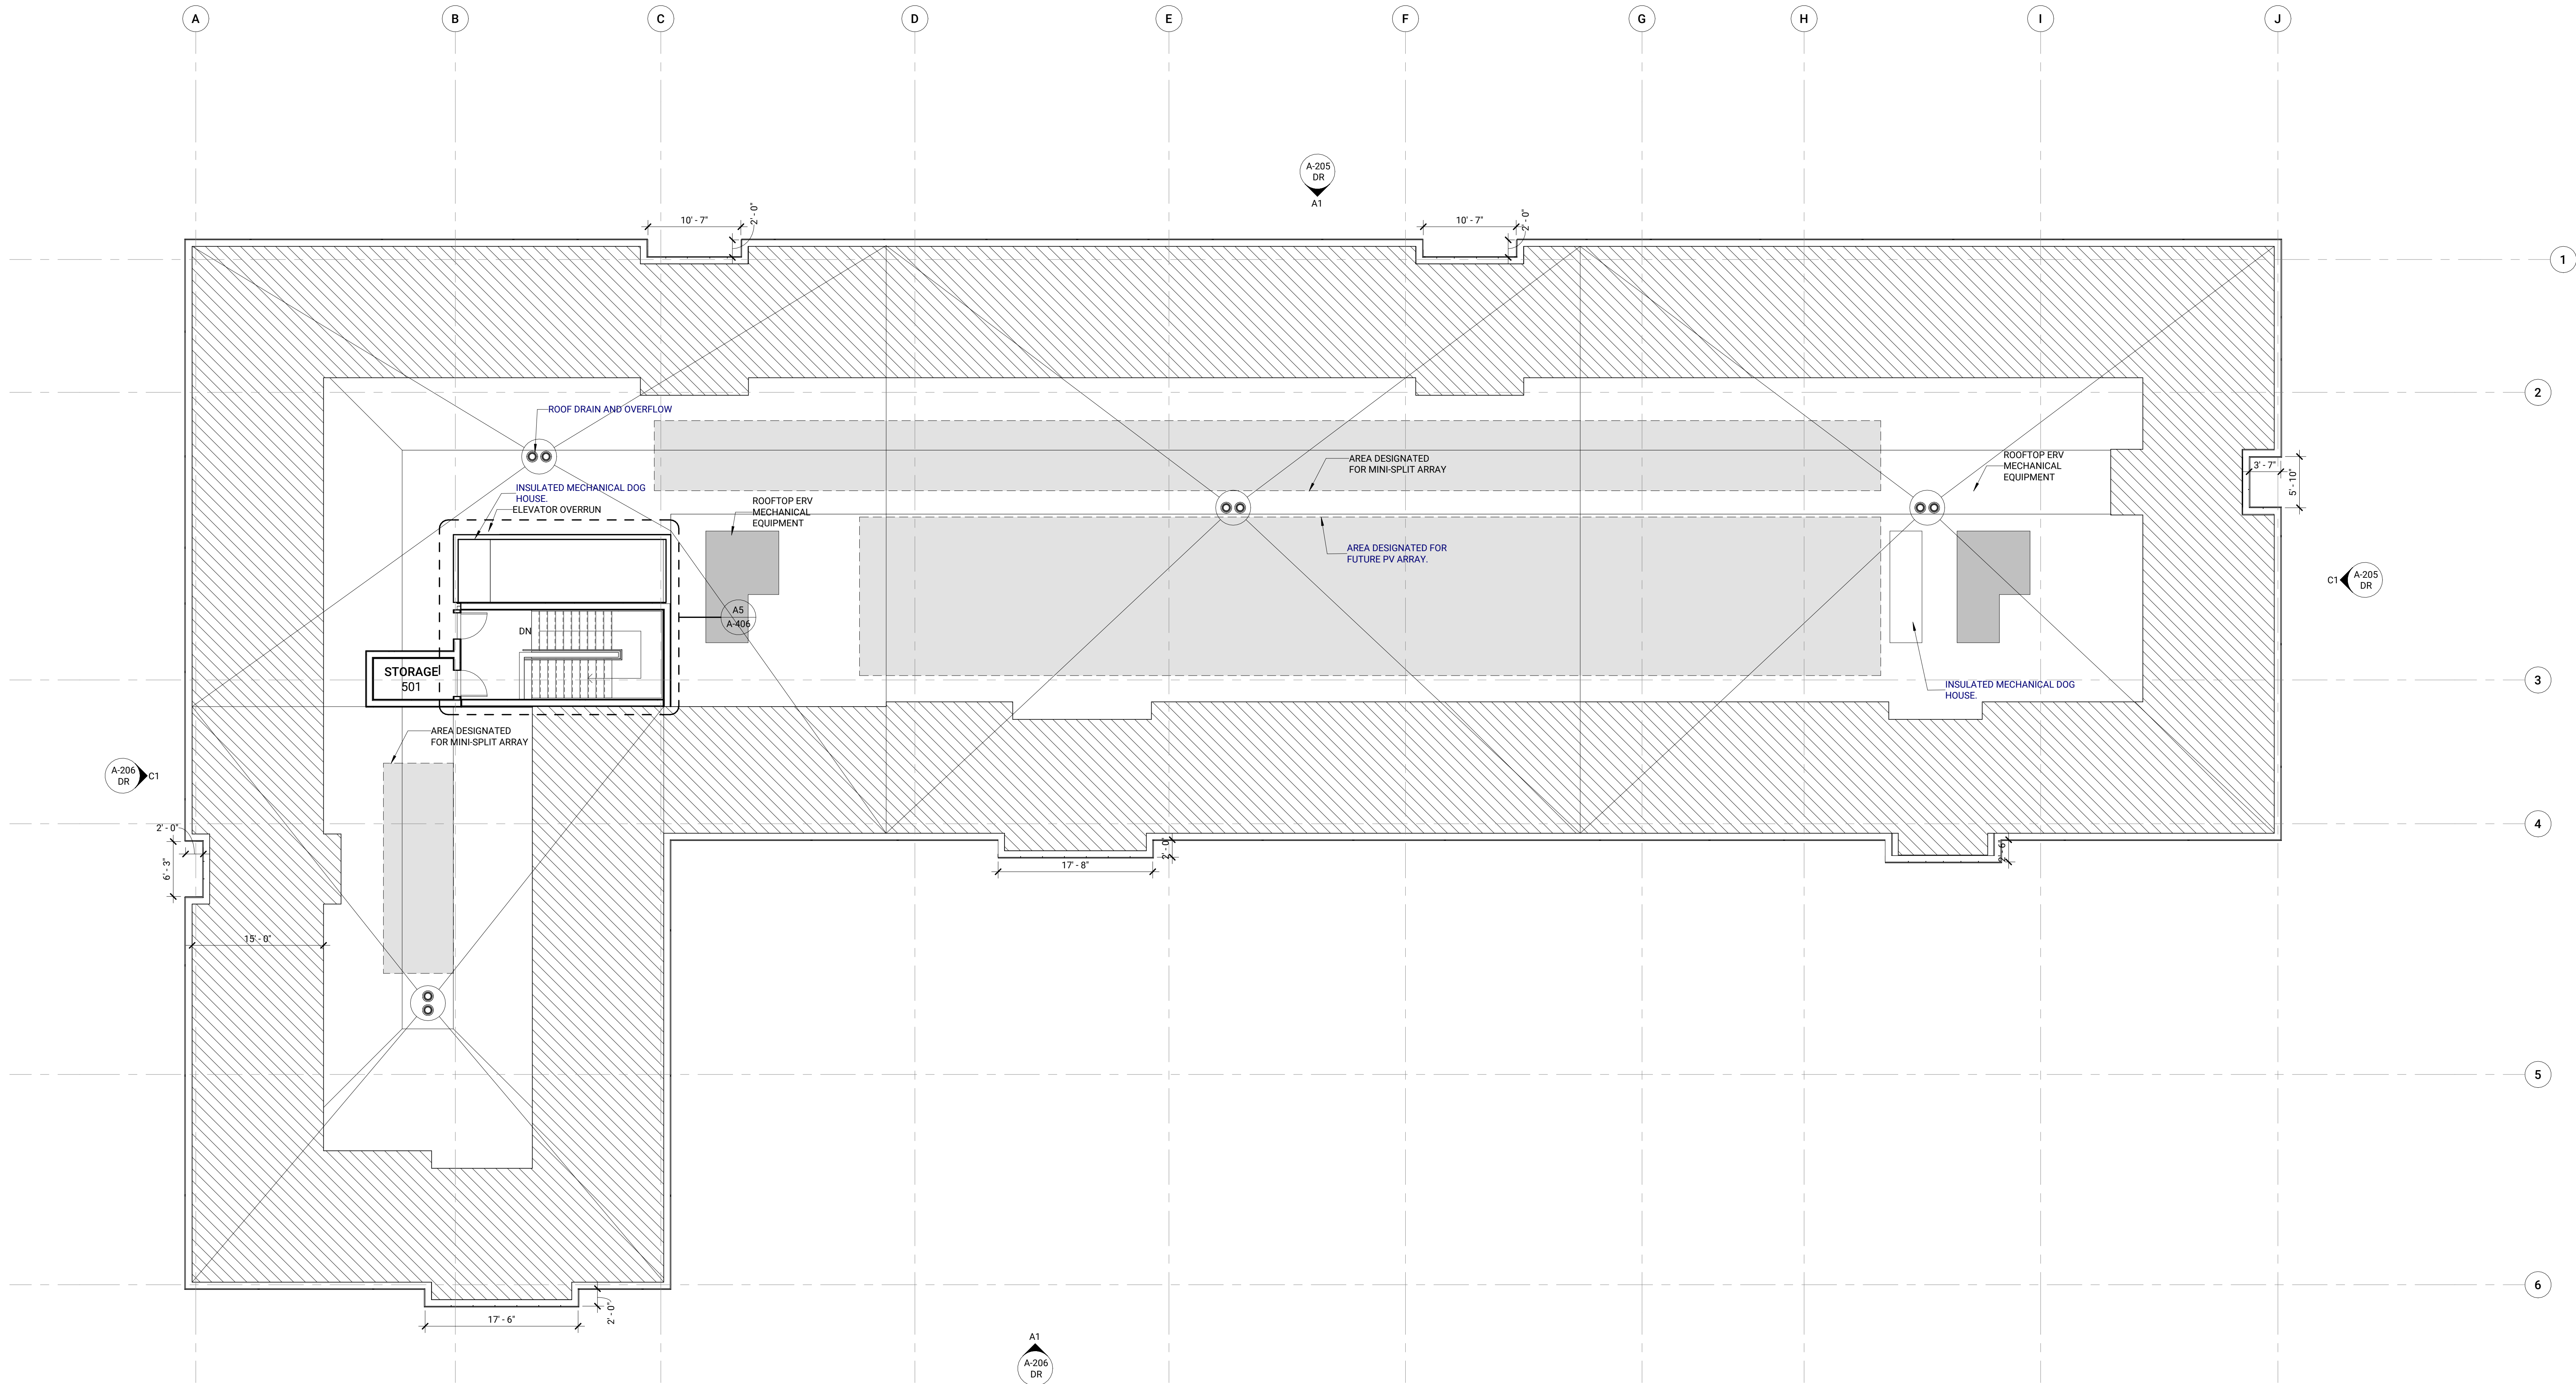 A
B
C
D
E
F
G
H
I
J
A-205
DR
A1
10' - 7"
2' - 0"
10' - 7"
2' - 0"
1
2
ROOF DRAIN AND OVERFLOW
AREA DESIGNATED
FOR MINI-SPLIT ARRAY
ROOFTOP ERV
MECHANICAL
EQUIPMENT
3' - 7"
5' - 10"
INSULATED MECHANICAL DOG
HOUSE.
ELEVATOR OVERRUN
ROOFTOP ERV
MECHANICAL
EQUIPMENT
AREA DESIGNATED FOR
FUTURE PV ARRAY.
C1
A-205
DR
A5
A-406
DN
STORAGE
501
3
INSULATED MECHANICAL DOG
HOUSE.
AREA DESIGNATED
FOR MINI-SPLIT ARRAY
A-206
DR
C1
2' - 0"
6' - 3"
4
2' - 0"
17' - 8"
15' - 0"
5
6
17' - 6"
2' - 0"
A1
A-206
DR